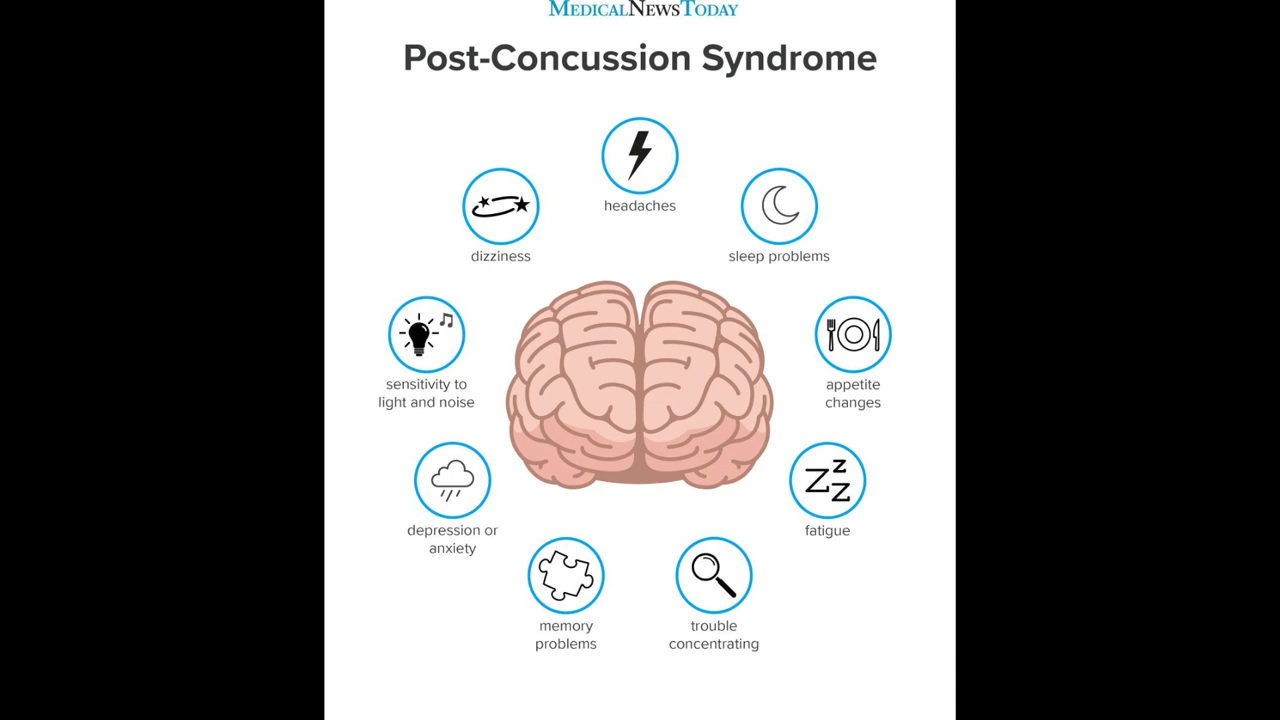 MEDICALNEWSTODAY
Post-Concussion Syndrome
headaches
dizziness
sleep problems
sensitivity to
light and noise
appetite
changes
depression or
anxiety
fatigue
memory
problems
trouble
concentrating